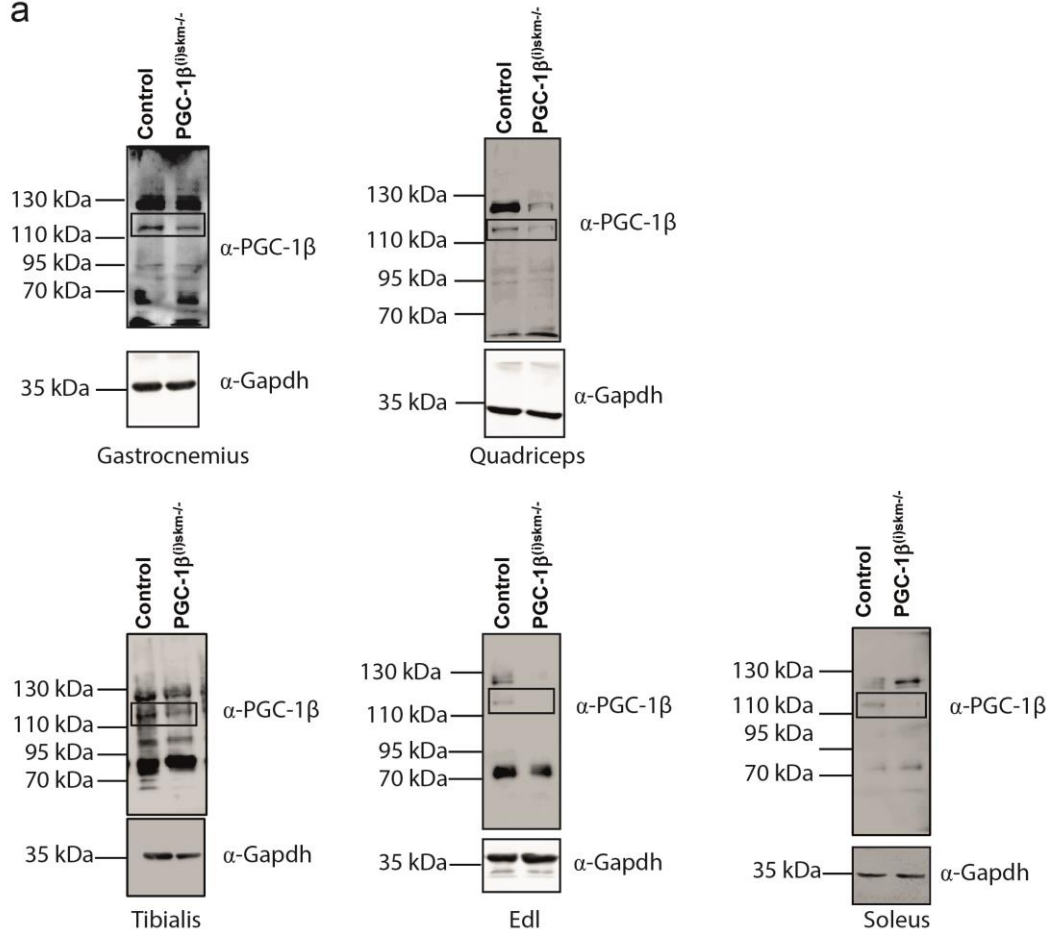 a
Control
PGC-1β(i)skm-/-
130 kDa
110 kDa
95 kDa
70 kDa
α-PGC-1β
35 kDa
α-Gapdh
Gastrocnemius
Control
PGC-1β(i)skm-/-
130 kDa
110 kDa
95 kDa
70 kDa
α-PGC-1β
35 kDa
α-Gapdh
Quadriceps
Control
PGC-1β(i)skm-/-
130 kDa
110 kDa
95 kDa
70 kDa
α-PGC-1β
35 kDa
α-Gapdh
Tibialis
Control
PGC-1β(i)skm-/-
130 kDa
110 kDa
95 kDa
70 kDa
α-PGC-1β
35 kDa
α-Gapdh
Edl
Control
PGC-1β(i)skm-/-
130 kDa
110 kDa
95 kDa
70 kDa
α-PGC-1β
35 kDa
α-Gapdh
Soleus